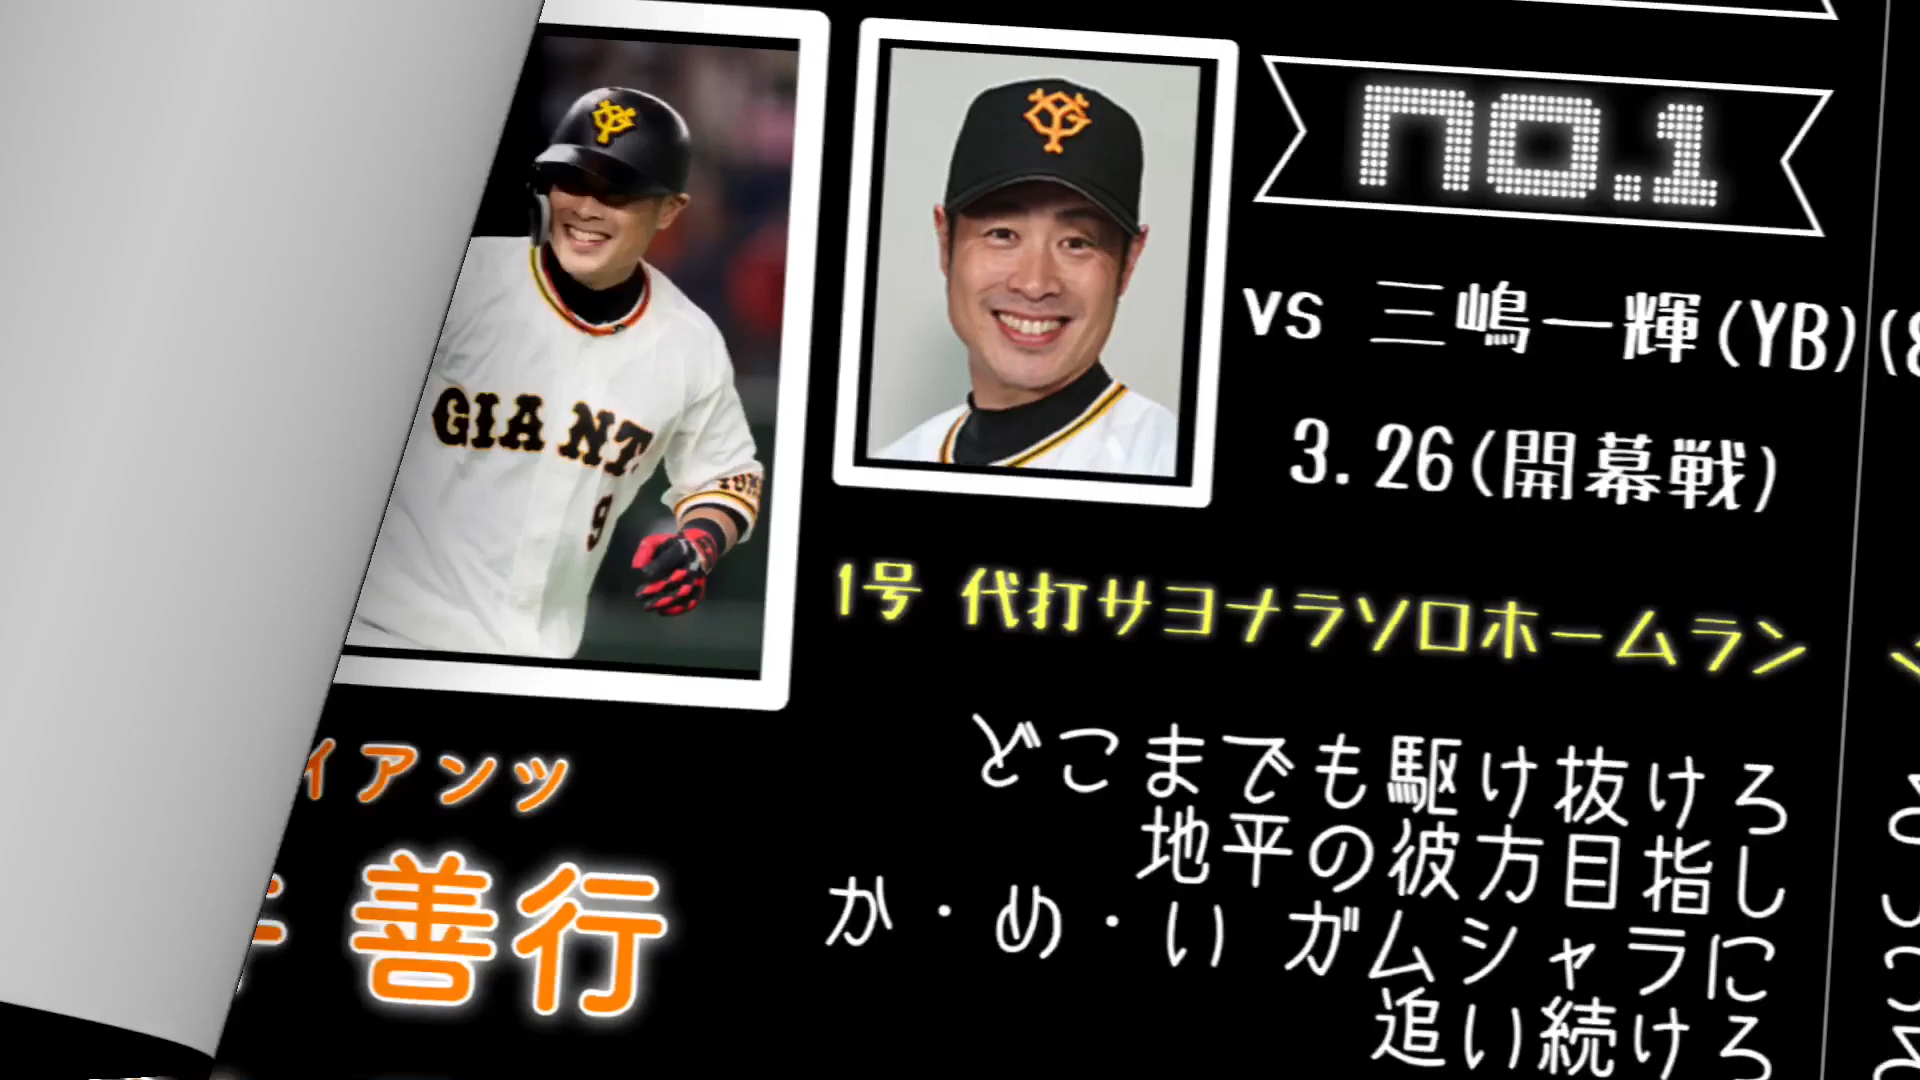 no.1
vs 三嶋一輝(YB)
3.26(開幕戦)
GIANTS
9
1号 代打サヨナラソロホームラン
どこまでも駆け抜けろ
地平の彼方目指し
か・め・い ガムシャラに
追い続けろ
イアンツ
善行